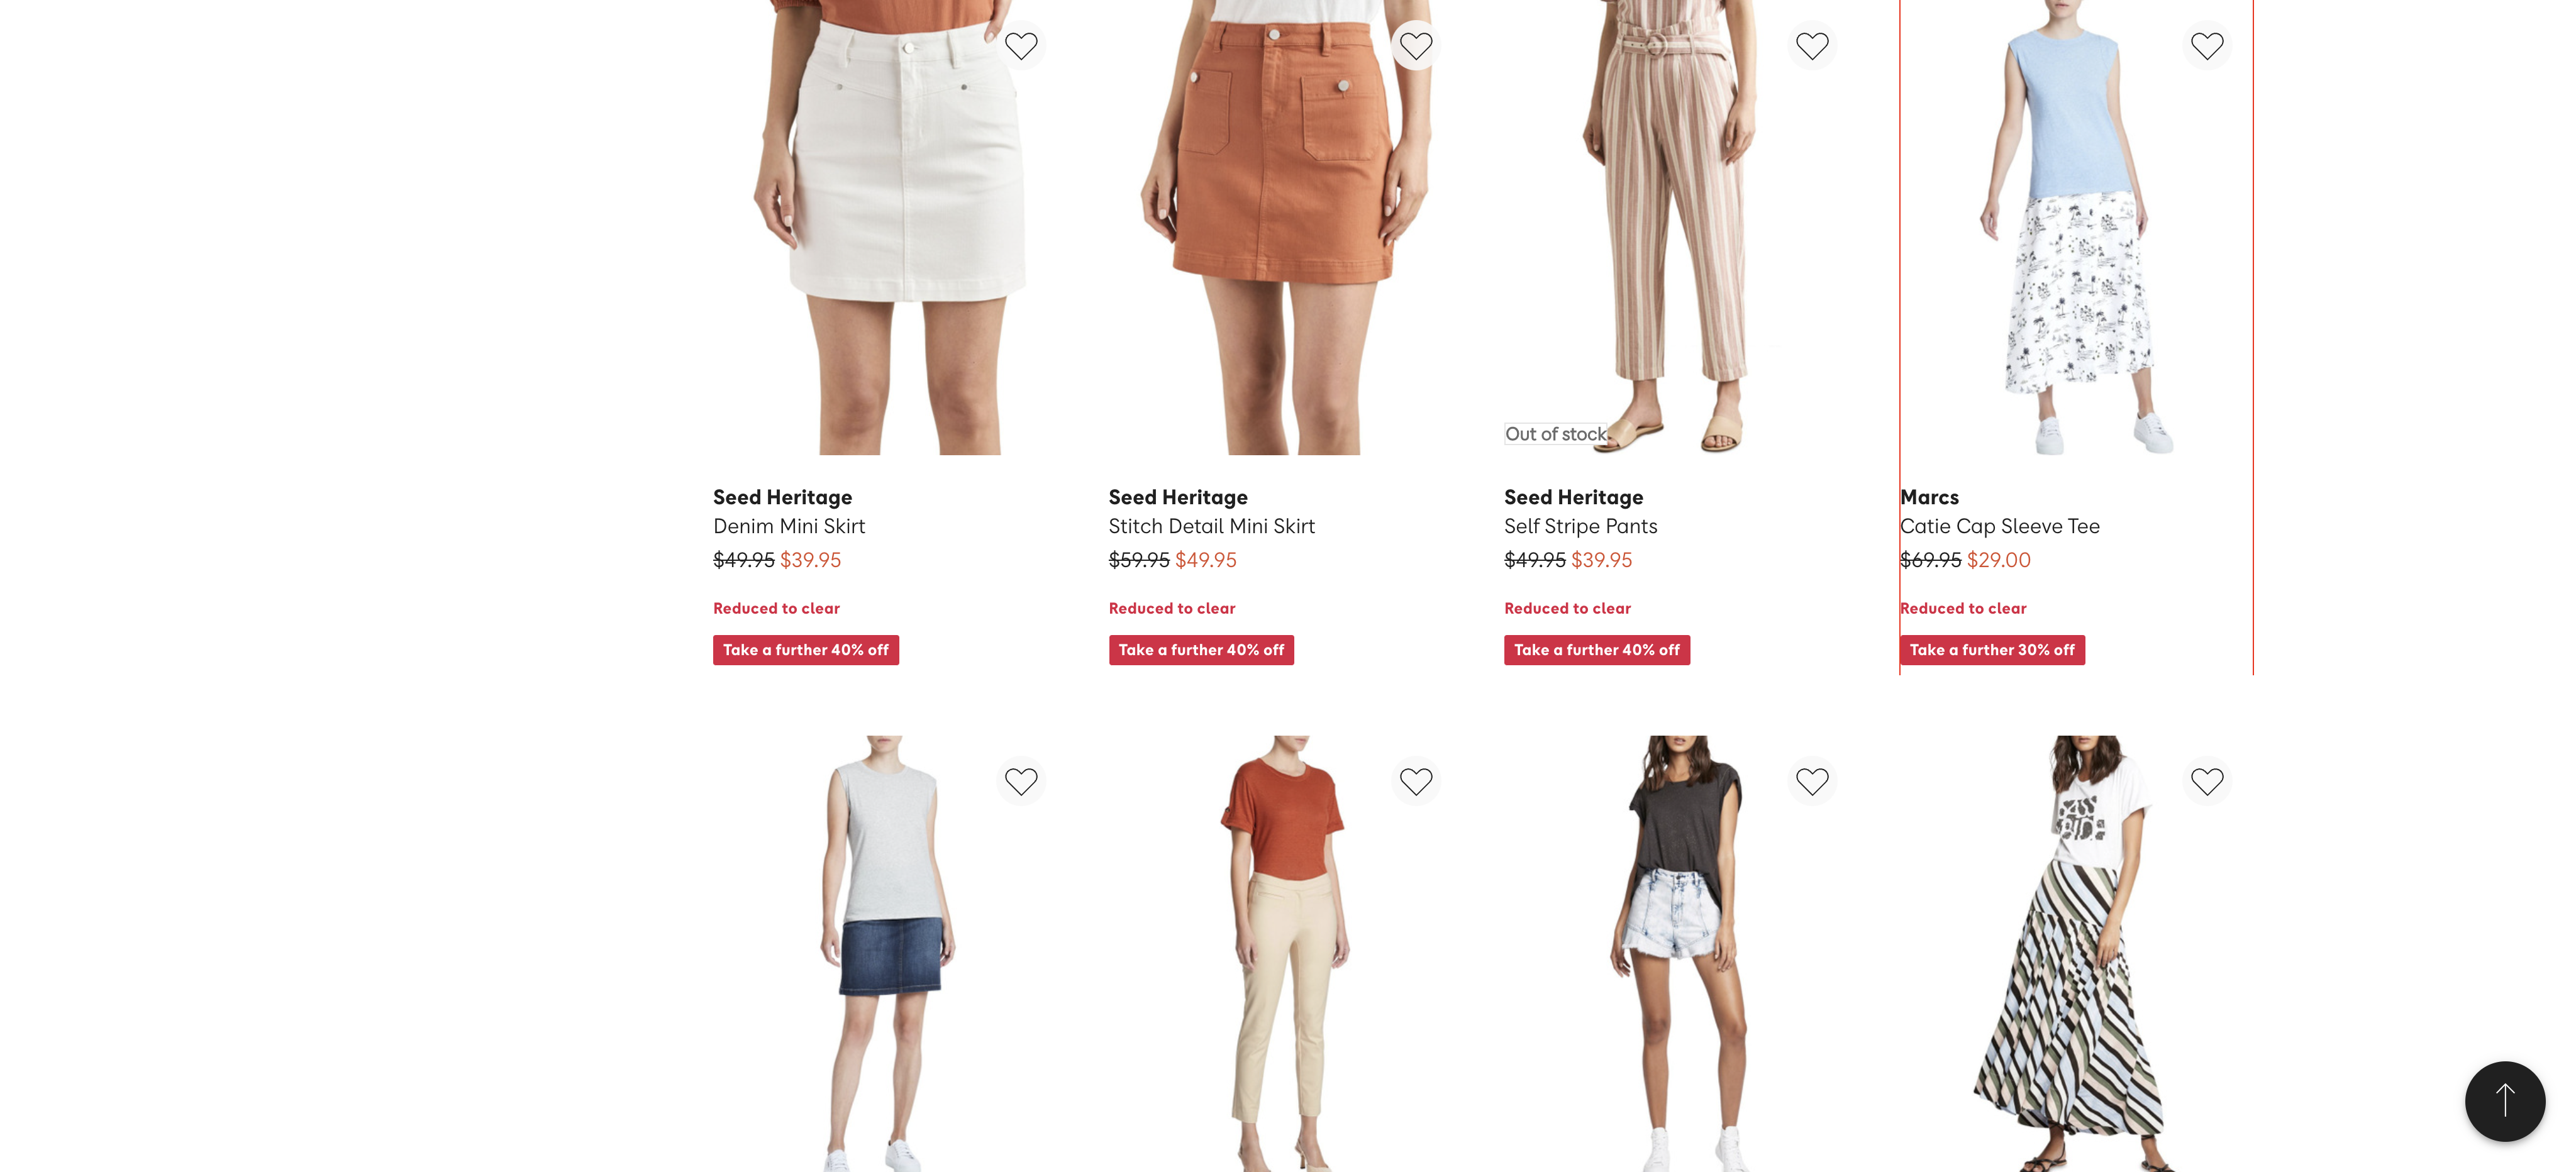 Out of stock
Seed Heritage
Denim Mini Skirt
$49.95 $39.95
Reduced to clear
Take a further 40% off
Seed Heritage
Stitch Detail Mini Skirt
$59.95 $49.95
Reduced to clear
Take a further 40% off
Seed Heritage
Self Stripe Pants
$49.95 $39.95
Reduced to clear
Take a further 40% off
Marcs
Catie Cap Sleeve Tee
$69.95 $29.00
Reduced to clear
Take a further 30% off